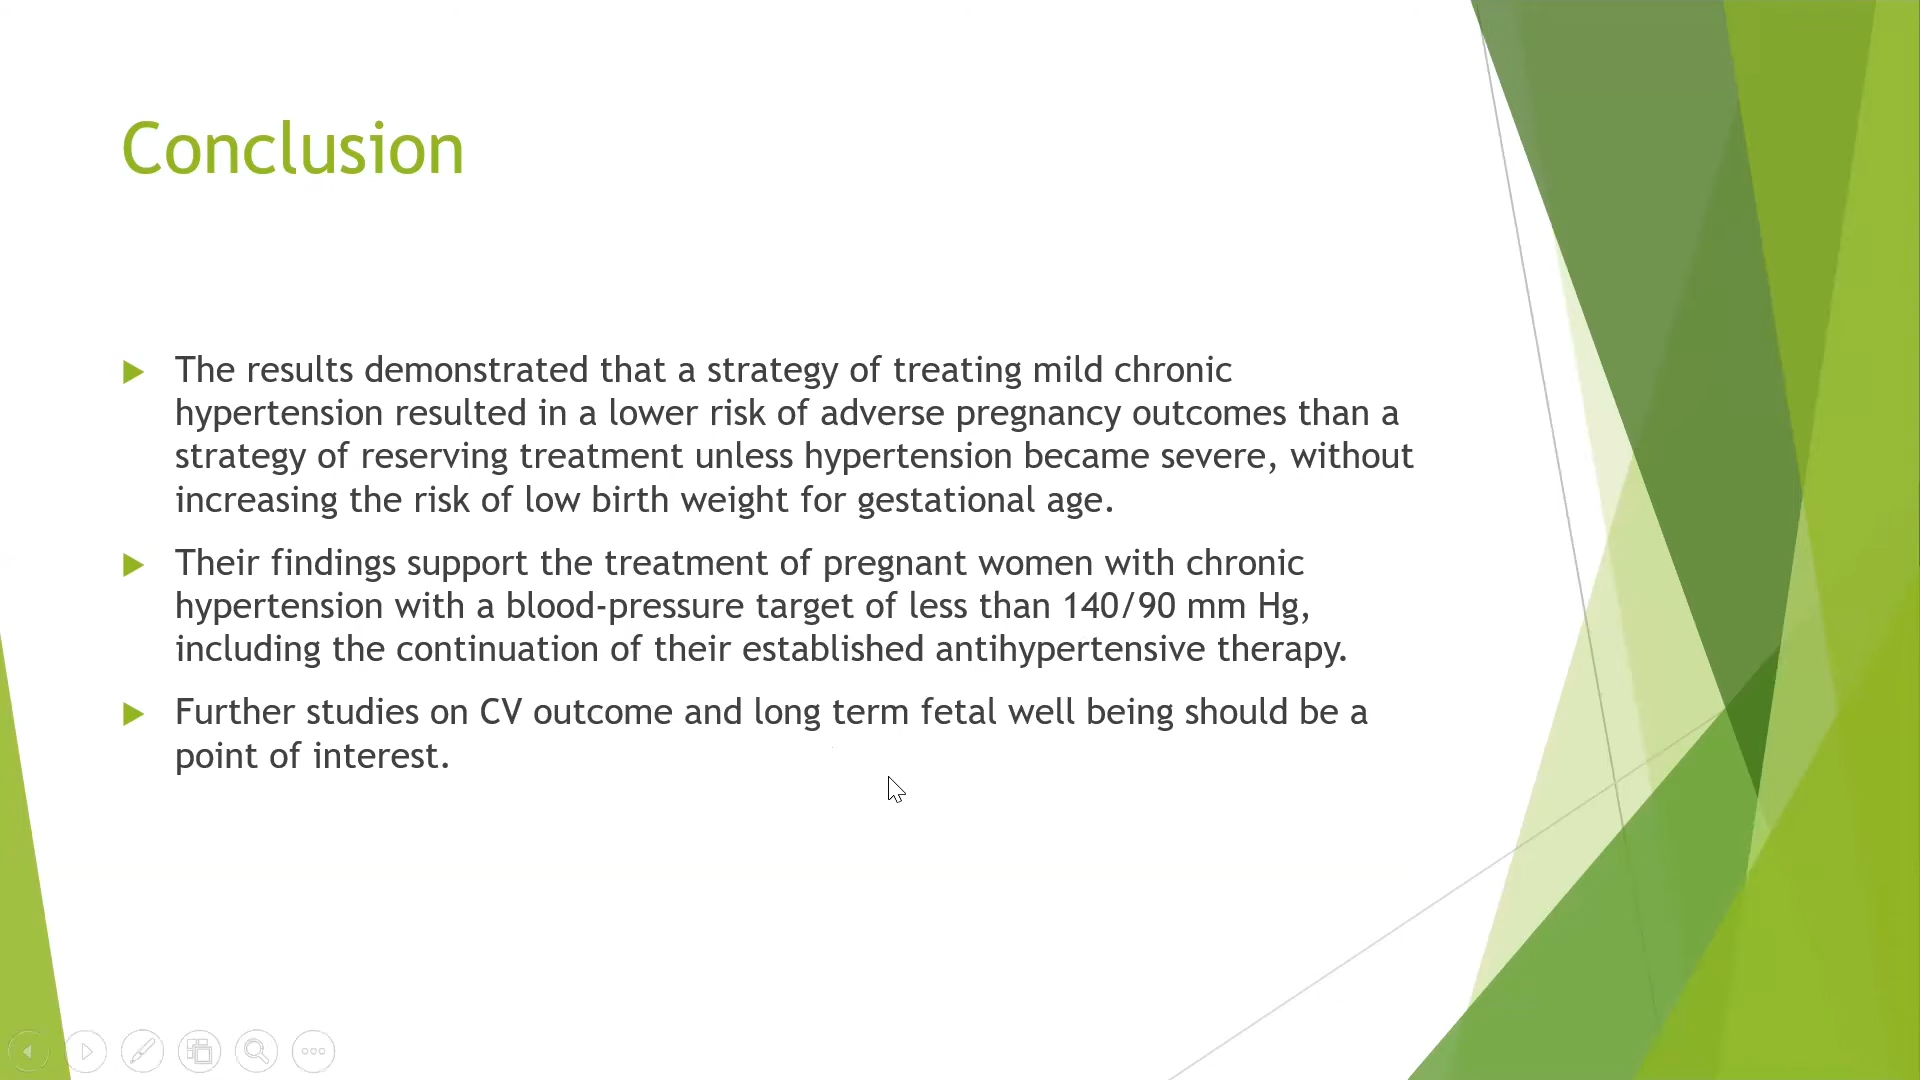 Conclusion
The results demonstrated that a strategy of treating mild chronic
hypertension resulted in a lower risk of adverse pregnancy outcomes than a
strategy of reserving treatment unless hypertension became severe, without
increasing the risk of low birth weight for gestational age.
Their findings support the treatment of pregnant women with chronic
hypertension with a blood-pressure target of less than 140/90 mm Hg,
including the continuation of their established antihypertensive therapy.
Further studies on CV outcome and long term fetal well being should be a
point of interest.